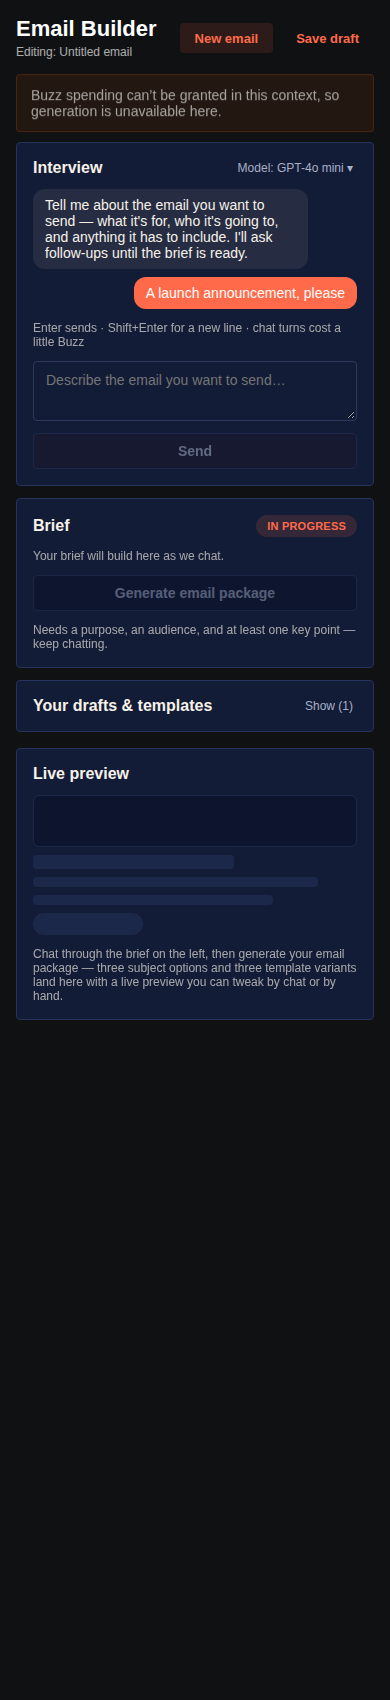 Email Builder
Editing: Untitled email
New email
Save draft
Buzz spending can't be granted in this context, so
generation is unavailable here.
Interview
Model: GPT-4o mini ▾
Tell me about the email you want to
send — what it's for, who it's going to,
and anything it has to include. I'll ask
follow-ups until the brief is ready.
A launch announcement, please
Enter sends · Shift+Enter for a new line · chat turns cost a
little Buzz
Describe the email you want to send…
Send
Brief
IN PROGRESS
Your brief will build here as we chat.
Generate email package
Needs a purpose, an audience, and at least one key point —
keep chatting.
Your drafts & templates
Show (1)
Live preview
Chat through the brief on the left, then generate your email
package — three subject options and three template variants
land here with a live preview you can tweak by chat or by
hand.